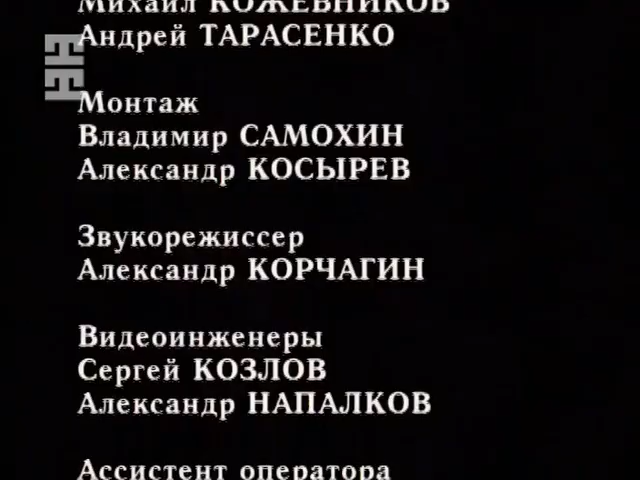 Михаил КОЖЕВНИКОВ
Андрей ТАРАСЕНКО
Монтаж
Владимир САМОХИН
Александр КОСЫРЕВ
Звукорежиссер
Александр КОРЧАГИН
Видеоинженеры
Сергей КОЗЛОВ
Александр НАПАЛКОВ
Ассистент оператора